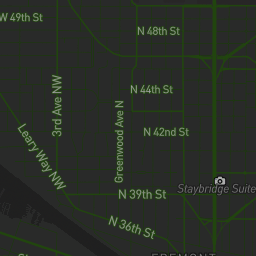 W 49th St
N 48th St
N 44th St
3rd Ave NW
Greenwood Ave N
N 42nd St
Leary Way NW
Staybridge Suite
N 39th St
N 36th St
FREMONT